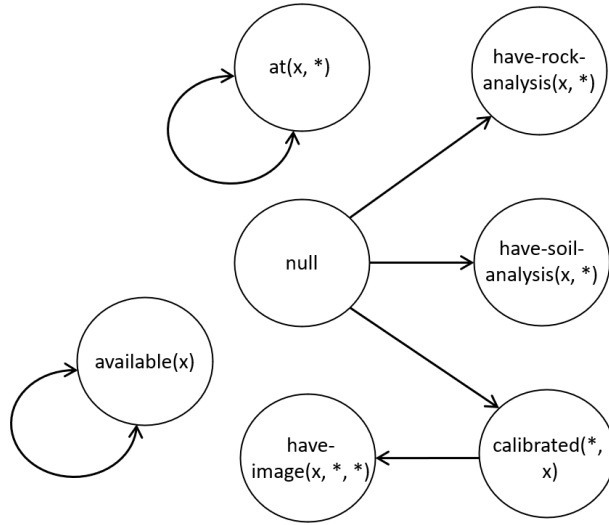 at(x, *)
have-rock-
analysis(x, *)
null
have-soil-
analysis(x, *)
available(x)
have-
image(x, *, *)
calibrated(*,
x)